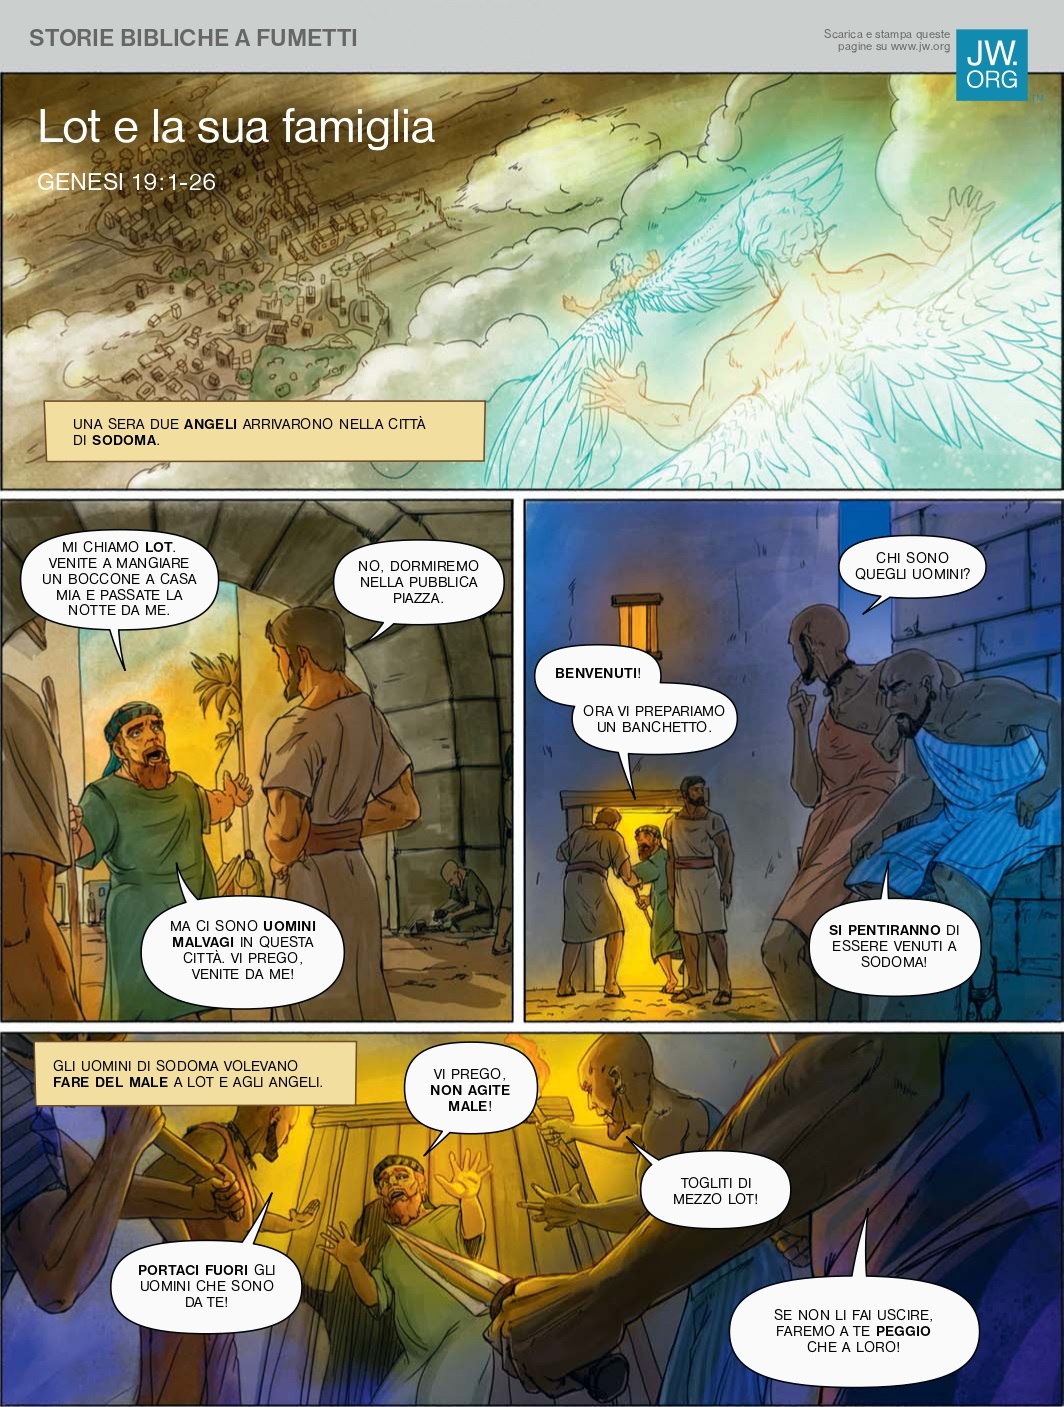 STORIE BIBLICHE A FUMETTI
Scarica e stampa queste
pagine su www.jw.org
JW.
ORG
TM
Lot e la sua famiglia
GENESI 19:1-26
UNA SERA DUE ANGELI ARRIVARONO NELLA CITTÀ
DI SODOMA.
MI CHIAMO LOT.
VENITE A MANGIARE
UN BOCCONE A CASA
MIA E PASSATE LA
NOTTE DA ME.
NO, DORMIREMO
NELLA PUBBLICA
PIAZZA.
MA CI SONO UOMINI
MALVAGI IN QUESTA
CITTÀ. VI PREGO,
VENITE DA ME!
CHI SONO
QUEGLI UOMINI?
BENVENUTI!
ORA VI PREPARIAMO
UN BANCHETTO.
SI PENTIRANNO DI
ESSERE VENUTI A
SODOMA!
GLI UOMINI DI SODOMA VOLEVANO
FARE DEL MALE A LOT E AGLI ANGELI.
VI PREGO,
NON AGITE
MALE!
TOGLITI DI
MEZZO LOT!
PORTACI FUORI GLI
UOMINI CHE SONO
DA TE!
SE NON LI FAI USCIRE,
FAREMO A TE PEGGIO
CHE A LORO!